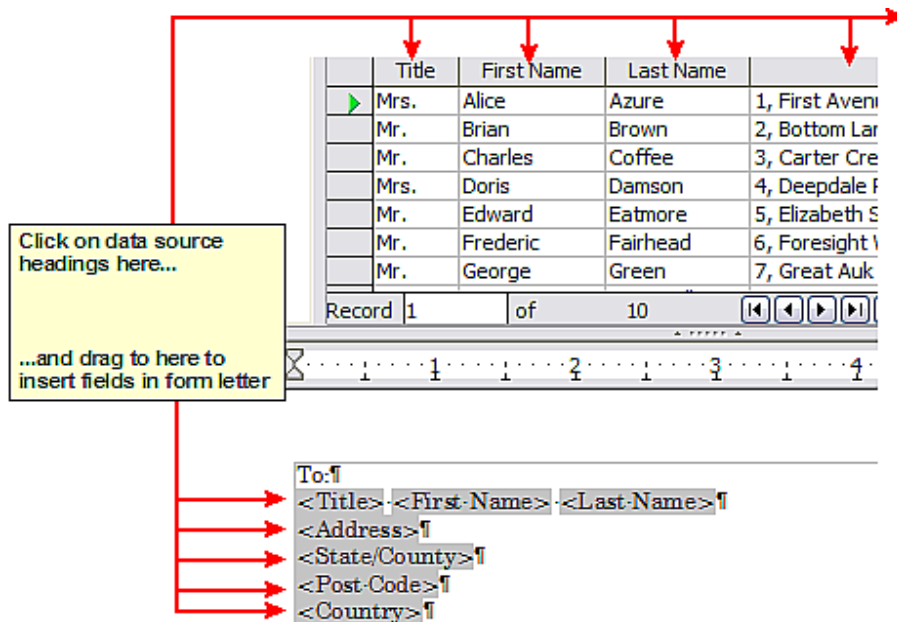 Title First Name Last Name
Mrs. Alice Azure 1, First Avenu
Mr. Brian Brown 2, Bottom Lan
Mr. Charles Coffee 3, Carter Cre
Mrs. Doris Damson 4, Deepdale
Mr. Edward Eatmore 5, Elizabeth S
Mr. Frederic Fairhead 6, Foresight
Mr. George Green 7, Great Auk
Record 1 of 10
Click on data source
headings here...
...and drag to here to
insert fields in form letter
1 2 3 4
To:¶
<Title>·<First·Name>·<Last·Name>¶
<Address>¶
<State/County>¶
<Post·Code>¶
<Country>¶